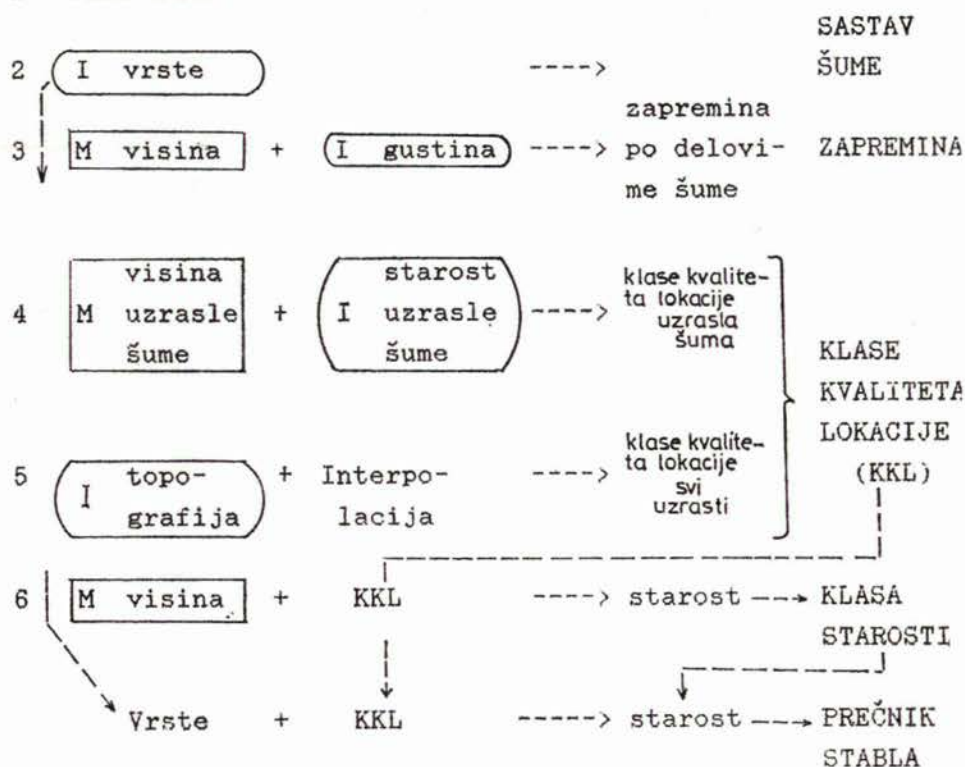 SASTAV
2 I vrste ----> ŠUME
zapremina
3 M visina + I gustina ----> po delovi- ZAPREMINA
me šume
visina starost klase kvalite-
4 M uzrasle + I uzrasle ----> ta lokacije
šume šume uzrasla
šuma
KLASE
KVALITETA
LOKACIJE
(KKL)
klase kvalite-
5 I topo- + Interpo- ----> ta lokacije
grafija lacija svi
uzrasti
6 M visina + KKL ----> starost --→ KLASA
STAROSTI
Vrste + KKL -----> starost --→ PREČNIK
STABLA